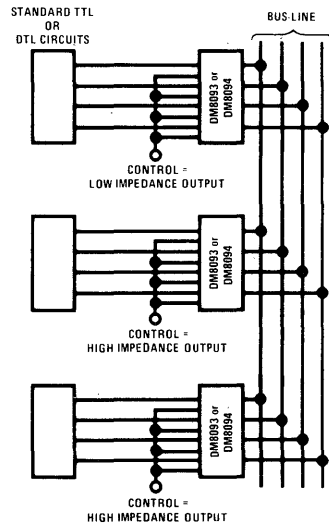 STANDARD TTL
OR
DTL CIRCUITS
BUS-LINE
DM8093 or
DM8094
CONTROL =
LOW IMPEDANCE OUTPUT
DM8093 or
DM8094
CONTROL =
HIGH IMPEDANCE OUTPUT
DM8093 or
DM8094
CONTROL =
HIGH IMPEDANCE OUTPUT